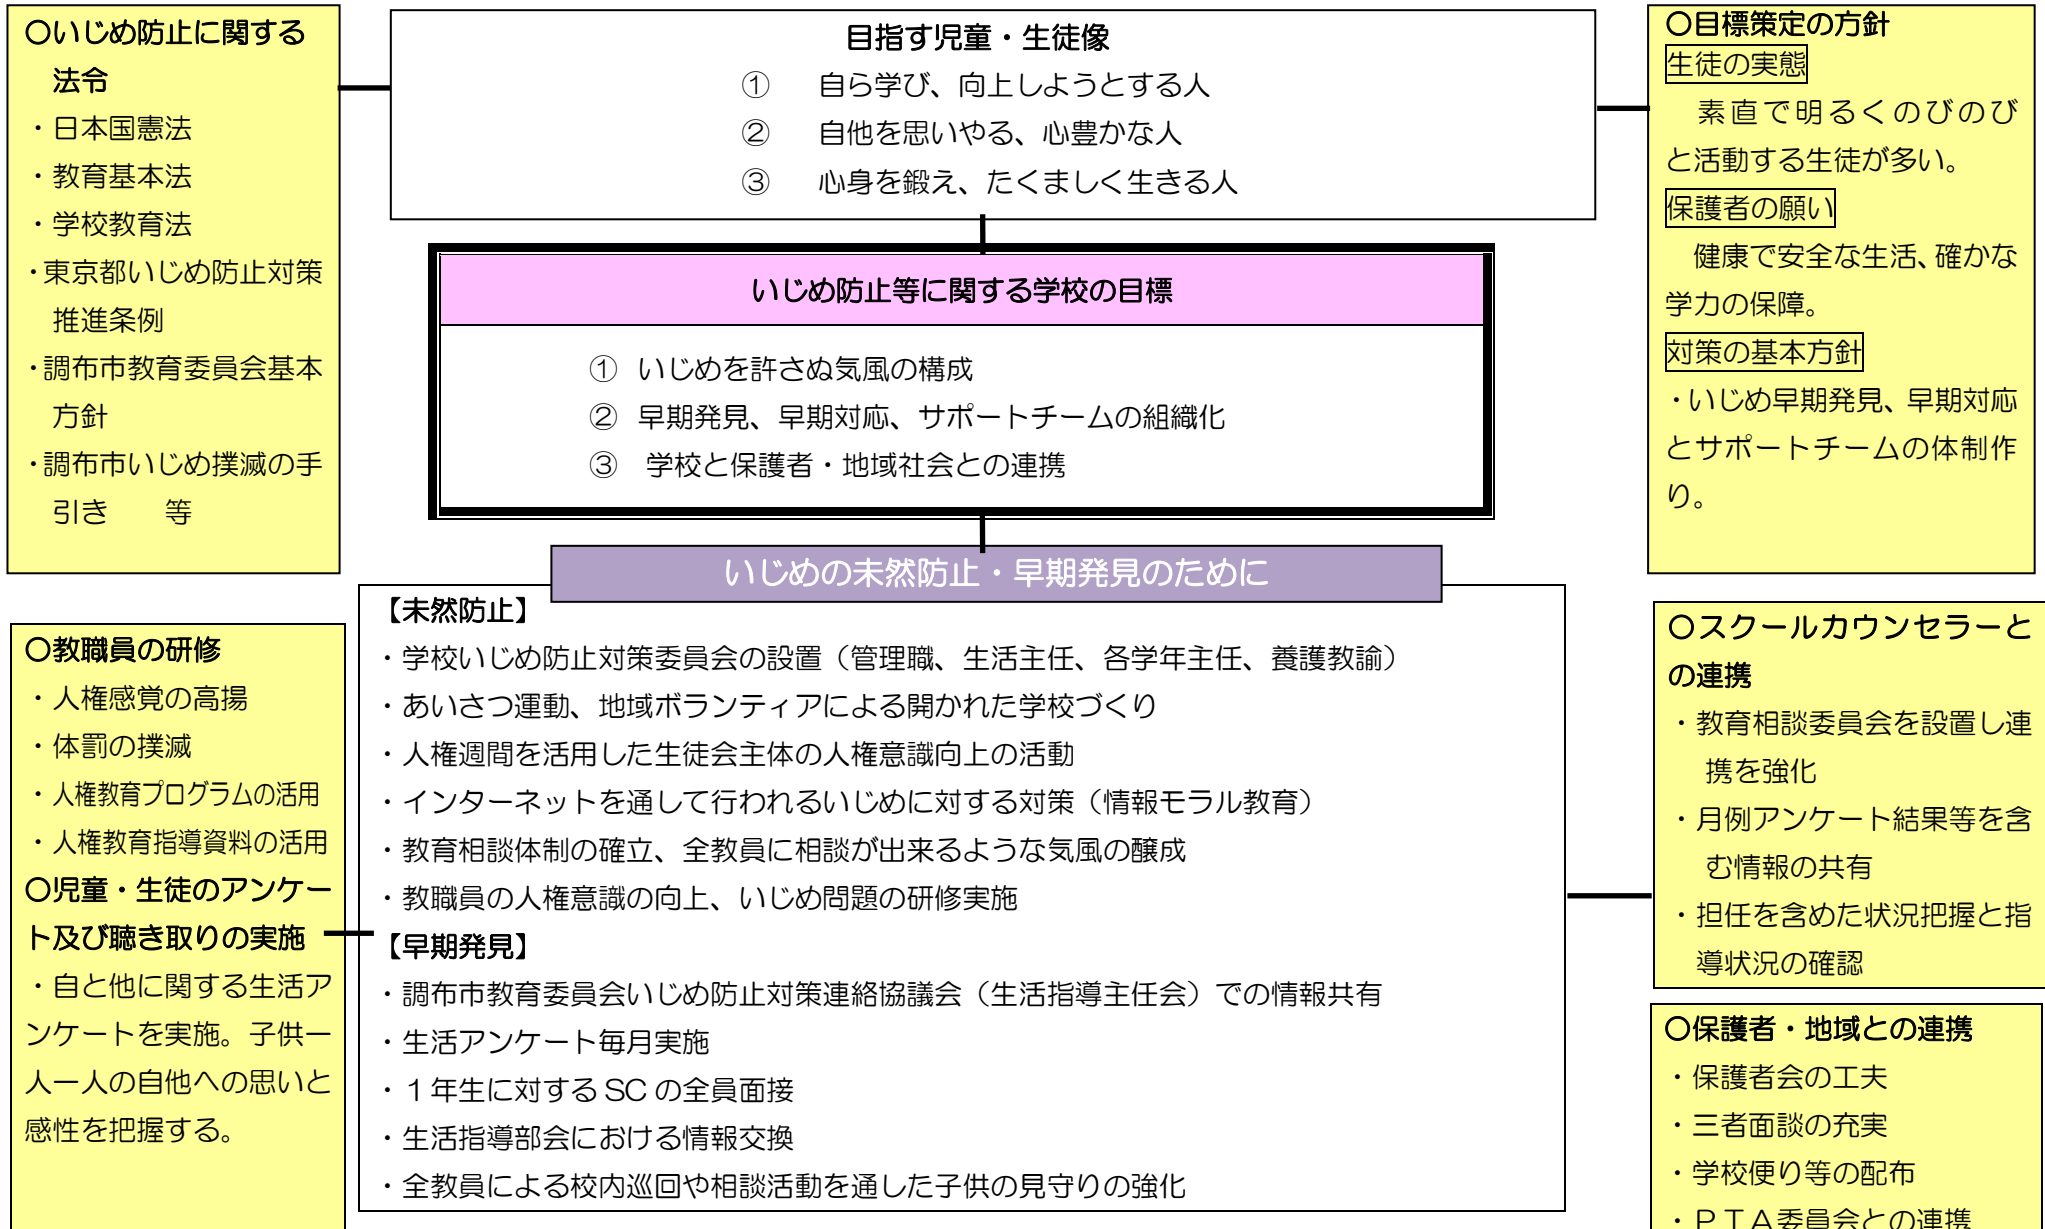 〇いじめ防止に関する
法令
・日本国憲法
・教育基本法
・学校教育法
・東京都いじめ防止対策
推進条例
・調布市教育委員会基本
方針
・調布市いじめ撲滅の手
引き　　等
目指す児童・生徒像
①　自ら学び、向上しようとする人
②　自他を思いやる、心豊かな人
③　心身を鍛え、たくましく生きる人
〇目標策定の方針
生徒の実態
素直で明るくのびのび
と活動する生徒が多い。
保護者の願い
健康で安全な生活、確かな
学力の保障。
対策の基本方針
・いじめ早期発見、早期対応
とサポートチームの体制作
り。
いじめ防止等に関する学校の目標
①　いじめを許さぬ気風の構成
②　早期発見、早期対応、サポートチームの組織化
③　学校と保護者・地域社会との連携
いじめの未然防止・早期発見のために
【未然防止】
・学校いじめ防止対策委員会の設置（管理職、生活主任、各学年主任、養護教諭）
・あいさつ運動、地域ボランティアによる開かれた学校づくり
・人権週間を活用した生徒会主体の人権意識向上の活動
・インターネットを通して行われるいじめに対する対策（情報モラル教育）
・教育相談体制の確立、全教員に相談が出来るような気風の醸成
・教職員の人権意識の向上、いじめ問題の研修実施
【早期発見】
・調布市教育委員会いじめ防止対策連絡協議会（生活指導主任会）での情報共有
・生活アンケート毎月実施
・１年生に対する SC の全員面接
・生活指導部会における情報交換
・全教員による校内巡回や相談活動を通した子供の見守りの強化
〇教職員の研修
・人権感覚の高揚
・体罰の撲滅
・人権教育プログラムの活用
・人権教育指導資料の活用
〇児童・生徒のアンケー
ト及び聴き取りの実施
・自と他に関する生活ア
ンケートを実施。子供一
人一人の自他への思いと
感性を把握する。
〇スクールカウンセラーと
の連携
・教育相談委員会を設置し連
携を強化
・月例アンケート結果等を含
む情報の共有
・担任を含めた状況把握と指
導状況の確認
〇保護者・地域との連携
・保護者会の工夫
・三者面談の充実
・学校便り等の配布
・ＰＴＡ委員会との連携